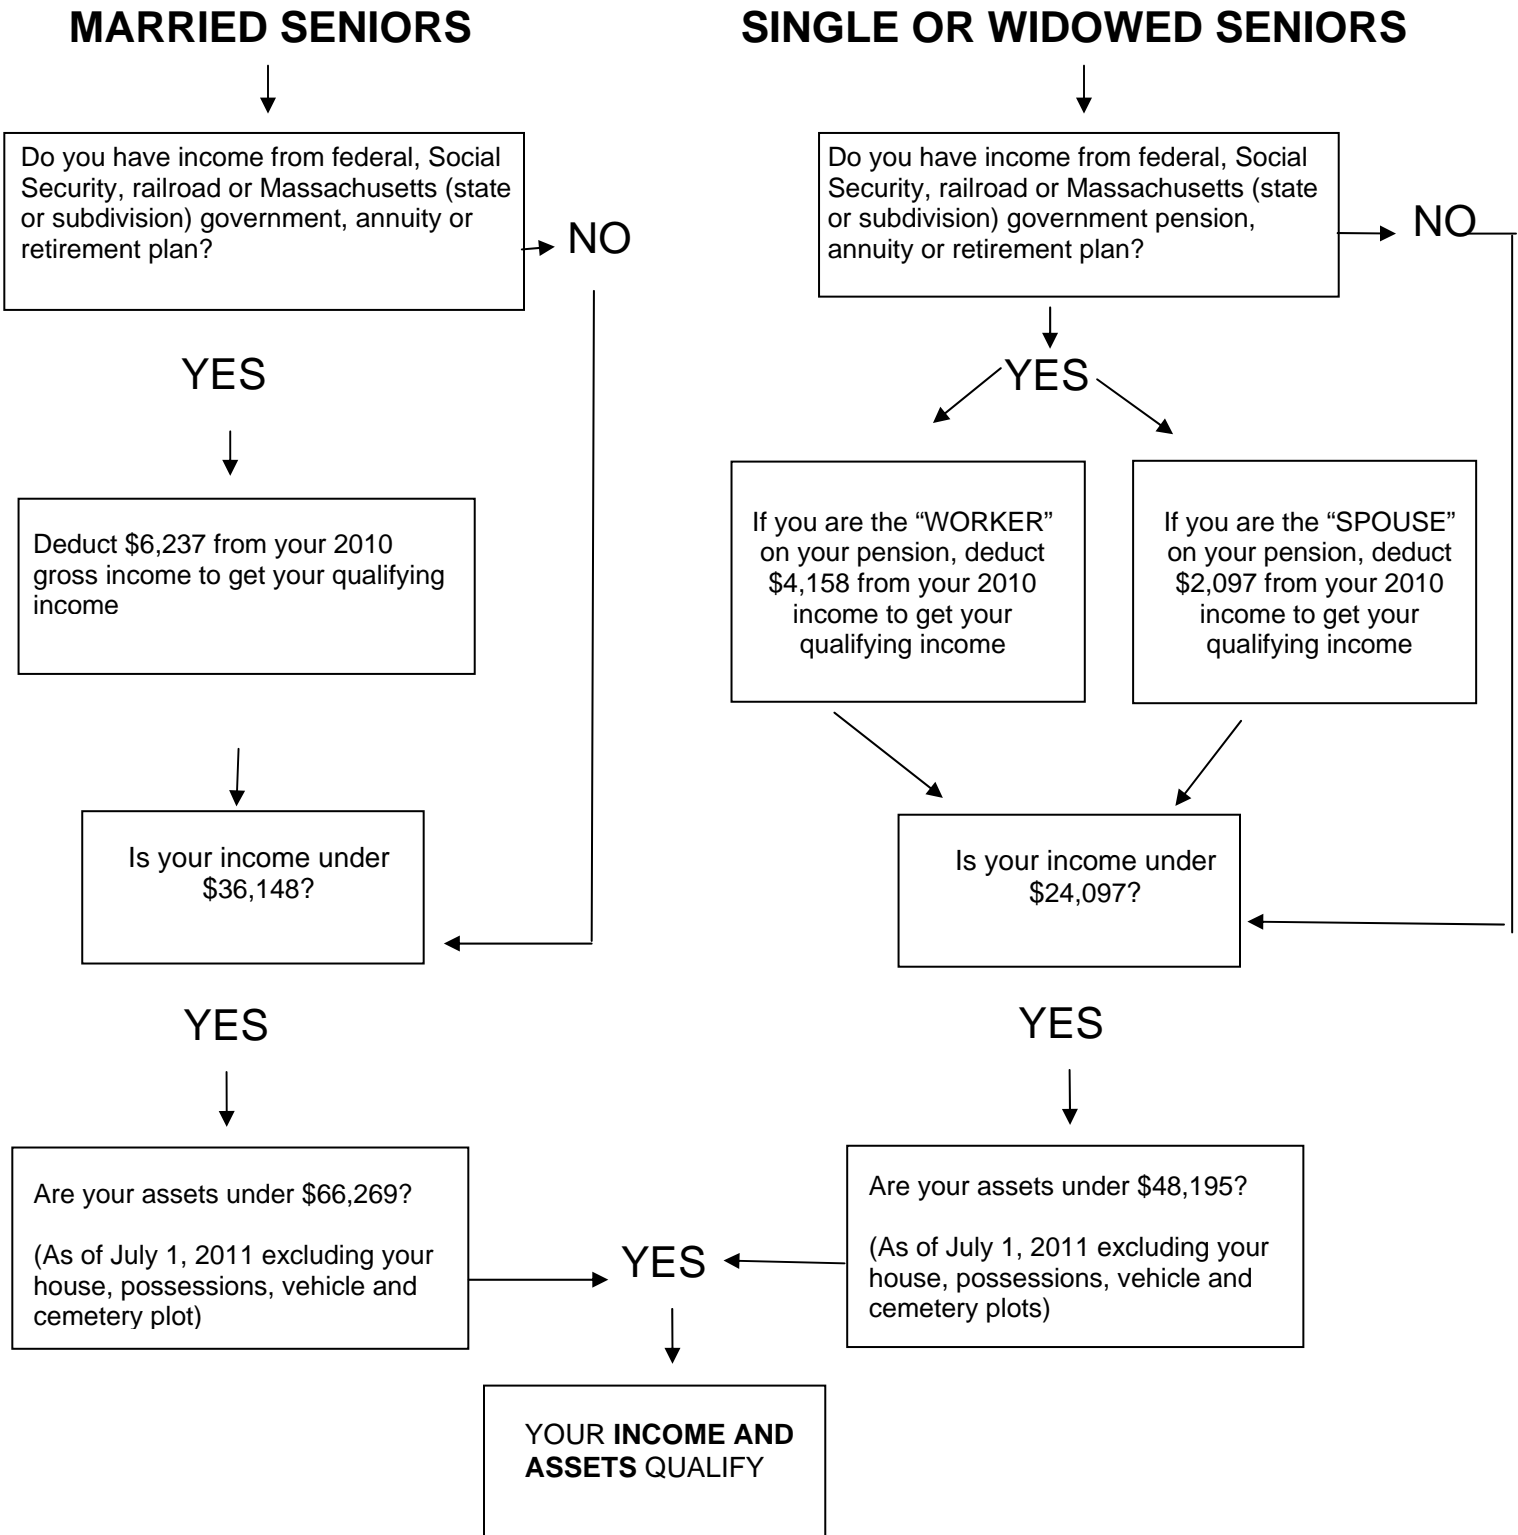 MARRIED SENIORS
Do you have income from federal, Social
Security, railroad or Massachusetts (state
or subdivision) government, annuity or
retirement plan?
NO
YES
Deduct $6,237 from your 2010
gross income to get your qualifying
income
Is your income under
$36,148?
YES
Are your assets under $66,269?
(As of July 1, 2011 excluding your
house, possessions, vehicle and
cemetery plot)
SINGLE OR WIDOWED SENIORS
Do you have income from federal, Social
Security, railroad or Massachusetts (state
or subdivision) government pension,
annuity or retirement plan?
NO
YES
If you are the “WORKER”
on your pension, deduct
$4,158 from your 2010
income to get your
qualifying income
If you are the “SPOUSE”
on your pension, deduct
$2,097 from your 2010
income to get your
qualifying income
Is your income under
$24,097?
YES
Are your assets under $48,195?
(As of July 1, 2011 excluding your
house, possessions, vehicle and
cemetery plots)
YES
YOUR INCOME AND
ASSETS QUALIFY